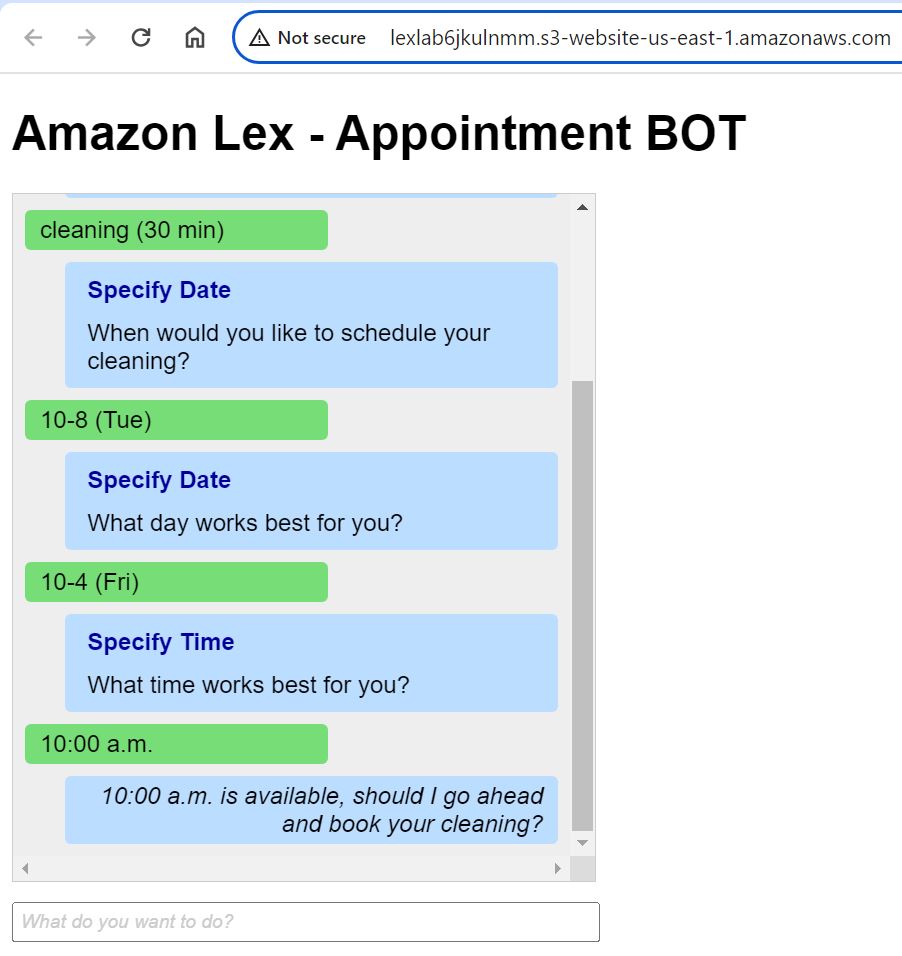 Not secure lexlab6jkulnmm.s3-website-us-east-1.amazonaws.com
Amazon Lex - Appointment BOT
cleaning (30 min)
Specify Date
When would you like to schedule your
cleaning?
10-8 (Tue)
Specify Date
What day works best for you?
10-4 (Fri)
Specify Time
What time works best for you?
10:00 a.m.
10:00 a.m. is available, should I go ahead
and book your cleaning?
What do you want to do?